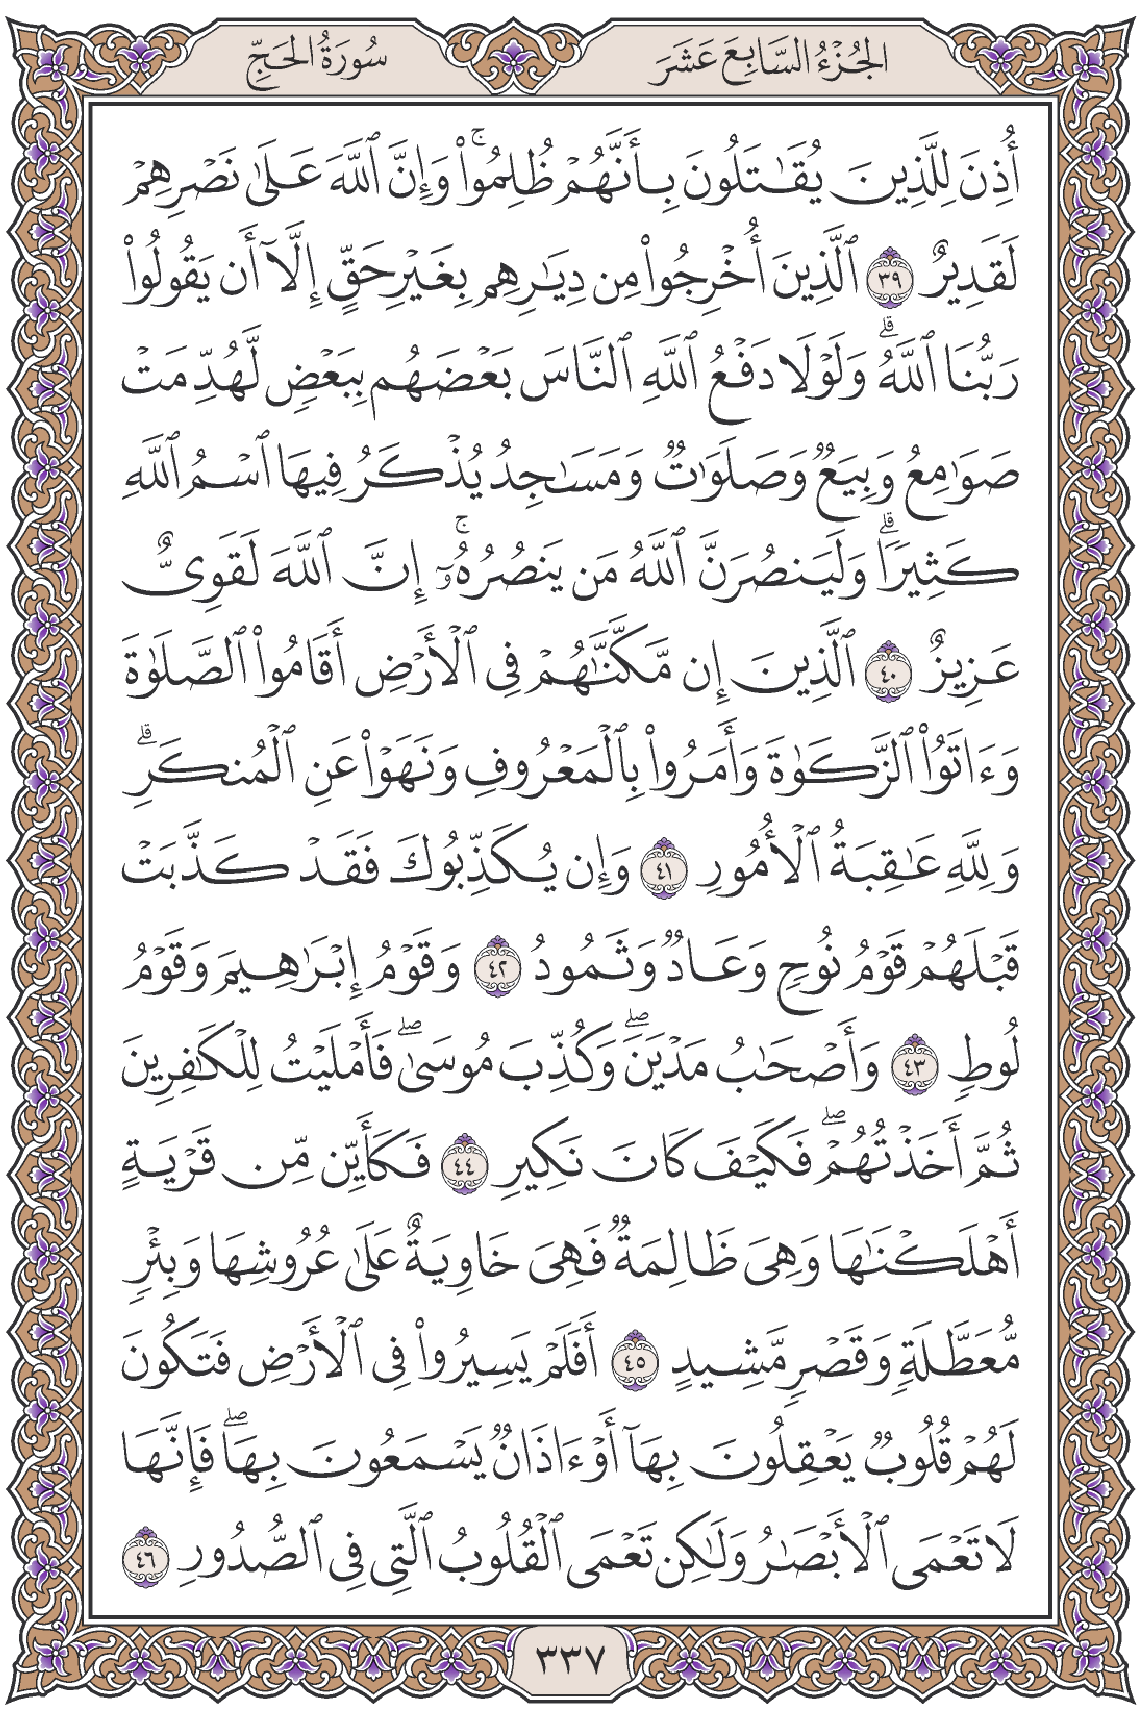 الجُزْءُ السَّابِعَ عَشَرَ
سُورَةُ الحَجِّ
أُذِنَ لِلَّذِينَ يُقَٰتَلُونَ بِأَنَّهُمْ ظُلِمُوا۟ ۚ وَإِنَّ ٱللَّهَ عَلَىٰ نَصْرِهِمْ
لَقَدِيرٌ ٣٩ ٱلَّذِينَ أُخْرِجُوا۟ مِن دِيَٰرِهِم بِغَيْرِ حَقٍّ إِلَّآ أَن يَقُولُوا۟
رَبُّنَا ٱللَّهُ ۗ وَلَوْلَا دَفْعُ ٱللَّهِ ٱلنَّاسَ بَعْضَهُم بِبَعْضٍ لَّهُدِّمَتْ
صَوَٰمِعُ وَبِيَعٌ وَصَلَوَٰتٌ وَمَسَٰجِدُ يُذْكَرُ فِيهَا ٱسْمُ ٱللَّهِ
كَثِيرًا ۗ وَلَيَنصُرَنَّ ٱللَّهُ مَن يَنصُرُهُۥٓ ۚ إِنَّ ٱللَّهَ لَقَوِىٌّ
عَزِيزٌ ٤٠ ٱلَّذِينَ إِن مَّكَّنَّٰهُمْ فِى ٱلْأَرْضِ أَقَامُوا۟ ٱلصَّلَوٰةَ
وَءَاتَوُا۟ ٱلزَّكَوٰةَ وَأَمَرُوا۟ بِٱلْمَعْرُوفِ وَنَهَوْا۟ عَنِ ٱلْمُنكَرِ ۗ
وَلِلَّهِ عَٰقِبَةُ ٱلْأُمُورِ ٤١ وَإِن يُكَذِّبُوكَ فَقَدْ كَذَّبَتْ
قَبْلَهُمْ قَوْمُ نُوحٍ وَعَادٌ وَثَمُودُ ٤٢ وَقَوْمُ إِبْرَٰهِيمَ وَقَوْمُ
لُوطٍ ٤٣ وَأَصْحَٰبُ مَدْيَنَ ۖ وَكُذِّبَ مُوسَىٰ ۖ فَأَمْلَيْتُ لِلْكَٰفِرِينَ
ثُمَّ أَخَذْتُهُمْ ۖ فَكَيْفَ كَانَ نَكِيرِ ٤٤ فَكَأَيِّن مِّن قَرْيَةٍ
أَهْلَكْنَٰهَا وَهِىَ ظَالِمَةٌ فَهِىَ خَاوِيَةٌ عَلَىٰ عُرُوشِهَا وَبِئْرٍ
مُّعَطَّلَةٍ وَقَصْرٍ مَّشِيدٍ ٤٥ أَفَلَمْ يَسِيرُوا۟ فِى ٱلْأَرْضِ فَتَكُونَ
لَهُمْ قُلُوبٌ يَعْقِلُونَ بِهَآ أَوْ ءَاذَانٌ يَسْمَعُونَ بِهَا ۖ فَإِنَّهَا
لَا تَعْمَى ٱلْأَبْصَٰرُ وَلَٰكِن تَعْمَى ٱلْقُلُوبُ ٱلَّتِى فِى ٱلصُّدُورِ ٤٦
٣٣٧